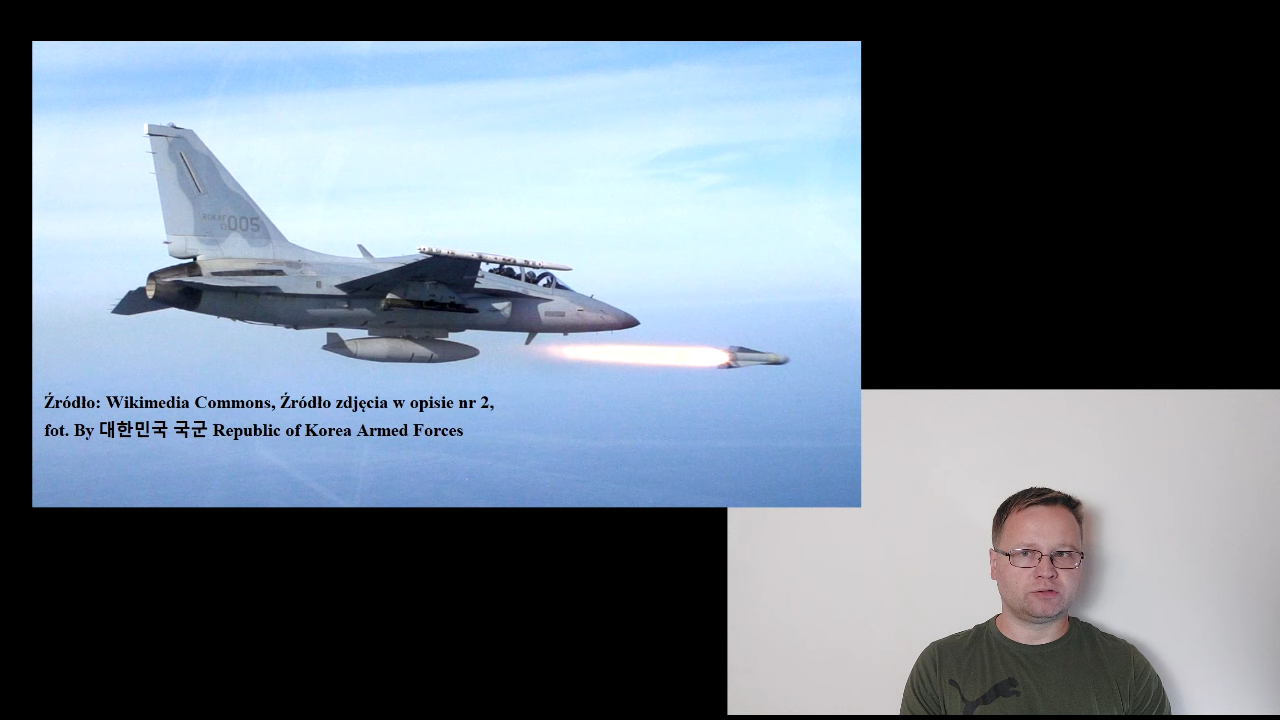 005
Źródło: Wikimedia Commons, Źródło zdjęcia w opisie nr 2,
fot. By 대한민국 국군 Republic of Korea Armed Forces